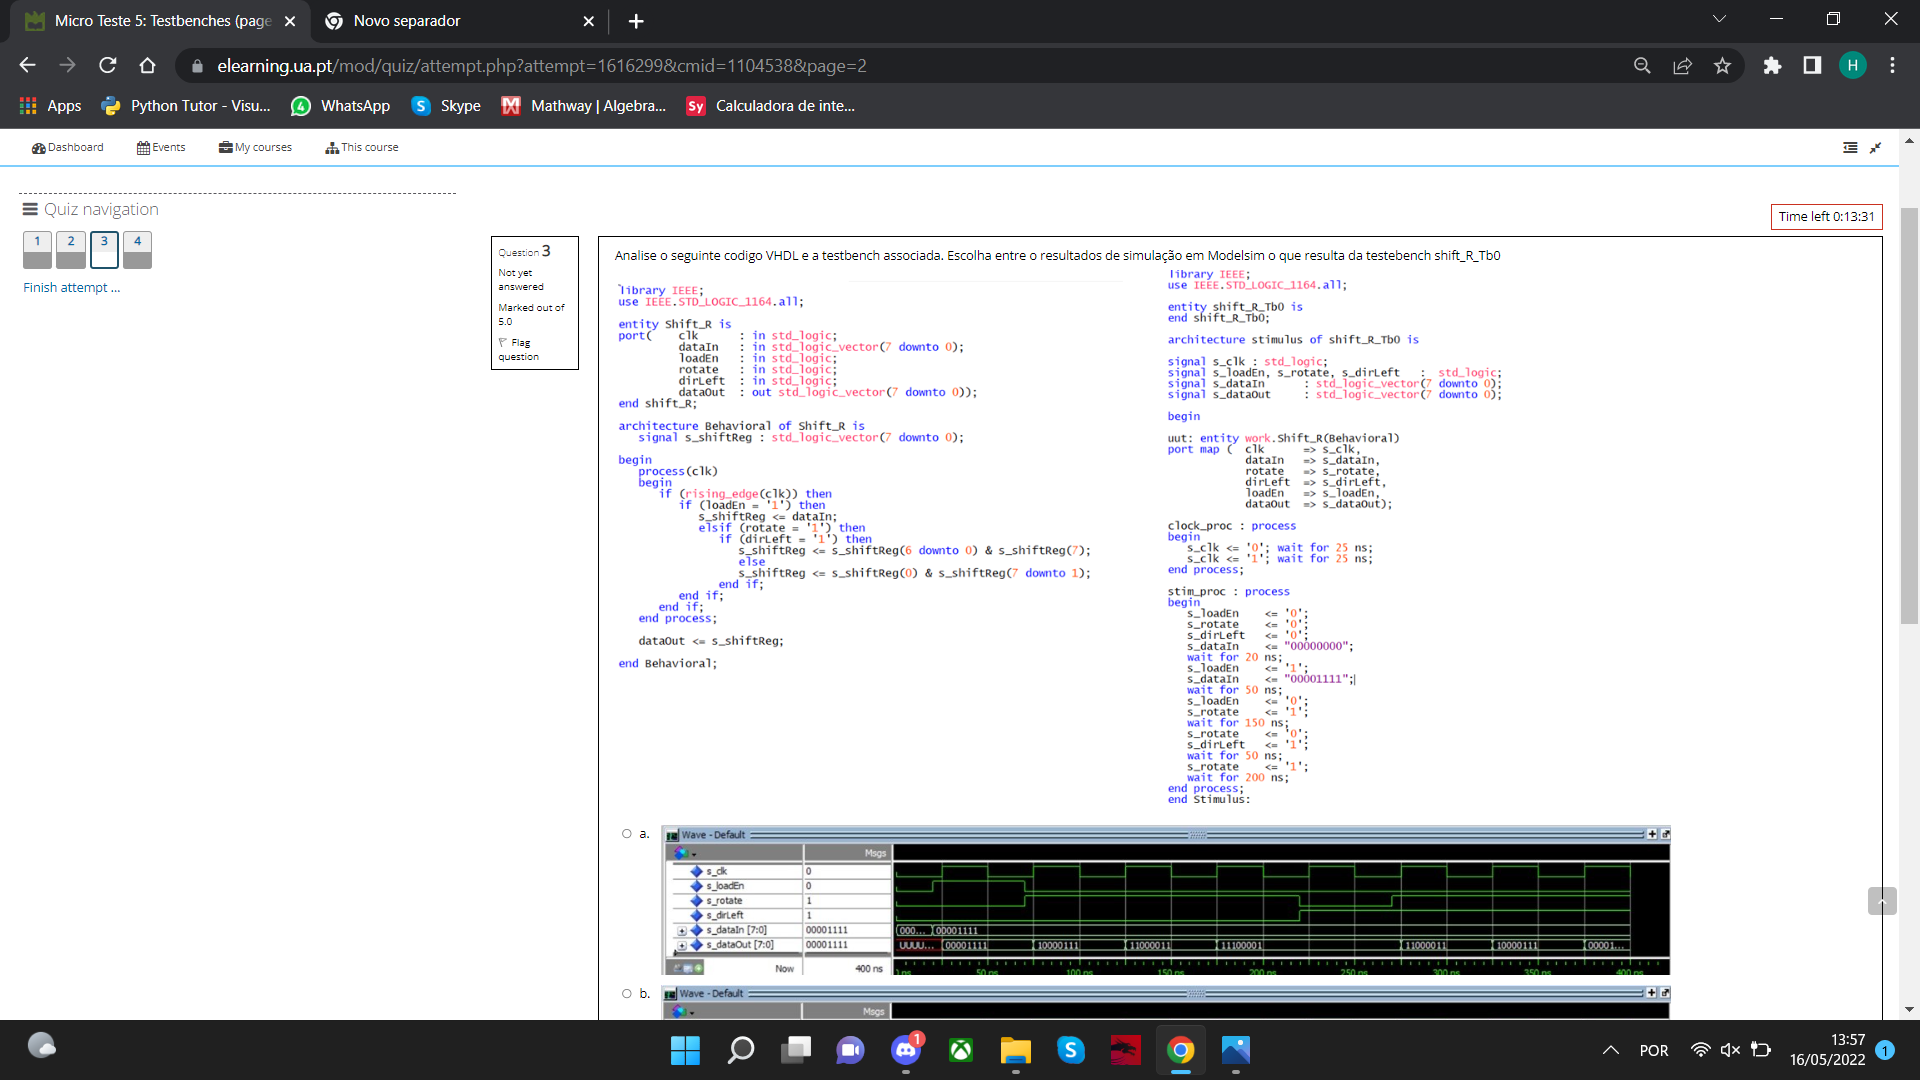 Micro Teste 5: Testbenches (page
Novo separador
elearning.ua.pt/mod/quiz/attempt.php?attempt=1616299&cmid=1104538&page=2
H
Apps
Python Tutor - Visu...
WhatsApp
Skype
Mathway | Algebra...
Sy
Calculadora de inte...
Dashboard
Events
My courses
This course
Quiz navigation
1 2 3 4
Finish attempt ...
Time left 0:13:31
Question 3
Not yet
answered
Marked out of
5.0
Flag
question
Analise o seguinte codigo VHDL e a testbench associada. Escolha entre o resultados de simulação em Modelsim o que resulta da testebench shift_R_Tb0
library IEEE;
use IEEE.STD_LOGIC_1164.all;
entity Shift_R is
port( clk : in std_logic;
dataIn : in std_logic_vector(7 downto 0);
loadEn : in std_logic;
rotate : in std_logic;
dirLeft : in std_logic;
dataOut : out std_logic_vector(7 downto 0));
end shift_R;
architecture Behavioral of Shift_R is
signal s_shiftReg : std_logic_vector(7 downto 0);
begin
process(clk)
begin
if (rising_edge(clk)) then
if (loadEn = '1') then
s_shiftReg <= dataIn;
elsif (rotate = '1') then
if (dirLeft = '1') then
s_shiftReg <= s_shiftReg(6 downto 0) & s_shiftReg(7);
else
s_shiftReg <= s_shiftReg(0) & s_shiftReg(7 downto 1);
end if;
end if;
end if;
end process;
dataOut <= s_shiftReg;
end Behavioral;
library IEEE;
use IEEE.STD_LOGIC_1164.all;
entity shift_R_Tb0 is
end shift_R_Tb0;
architecture stimulus of shift_R_Tb0 is
signal s_clk : std_logic;
signal s_loadEn, s_rotate, s_dirLeft : std_logic;
signal s_dataIn : std_logic_vector(7 downto 0);
signal s_dataOut : std_logic_vector(7 downto 0);
begin
uut: entity work.Shift_R(Behavioral)
port map ( clk => s_clk,
dataIn => s_dataIn,
rotate => s_rotate,
dirLeft => s_dirLeft,
loadEn => s_loadEn,
dataOut => s_dataOut);
clock_proc : process
begin
s_clk <= '0'; wait for 25 ns;
s_clk <= '1'; wait for 25 ns;
end process;
stim_proc : process
begin
s_loadEn <= '0';
s_rotate <= '0';
s_dirLeft <= '0';
s_dataIn <= "00000000";
wait for 20 ns;
s_loadEn <= '1';
s_dataIn <= "00001111";
wait for 50 ns;
s_loadEn <= '0';
s_rotate <= '1';
wait for 150 ns;
s_rotate <= '0';
s_dirLeft <= '1';
wait for 50 ns;
s_rotate <= '1';
wait for 200 ns;
end process;
end Stimulus:
a.
Wave - Default
Msgs
s_clk 0
s_loadEn 0
s_rotate 1
s_dirLeft 1
s_dataIn [7:0] 00001111 (000... 00001111
s_dataOut [7:0] 00001111 UUUU... 00001111 10000111 11000011 11100001 11000011 10000111 00001...
Now 400 ns 50 ns 100 ns 150 ns 200 ns 250 ns 300 ns 350 ns 400 ns
b.
Wave - Default
Msgs
1
POR
13:57
16/05/2022
1